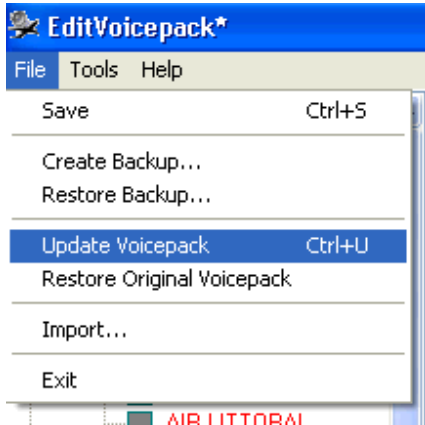 EditVoicepack*
File Tools Help
Save Ctrl+S
Create Backup...
Restore Backup...
Update Voicepack Ctrl+U
Restore Original Voicepack
Import...
Exit
AIR LITTORAL